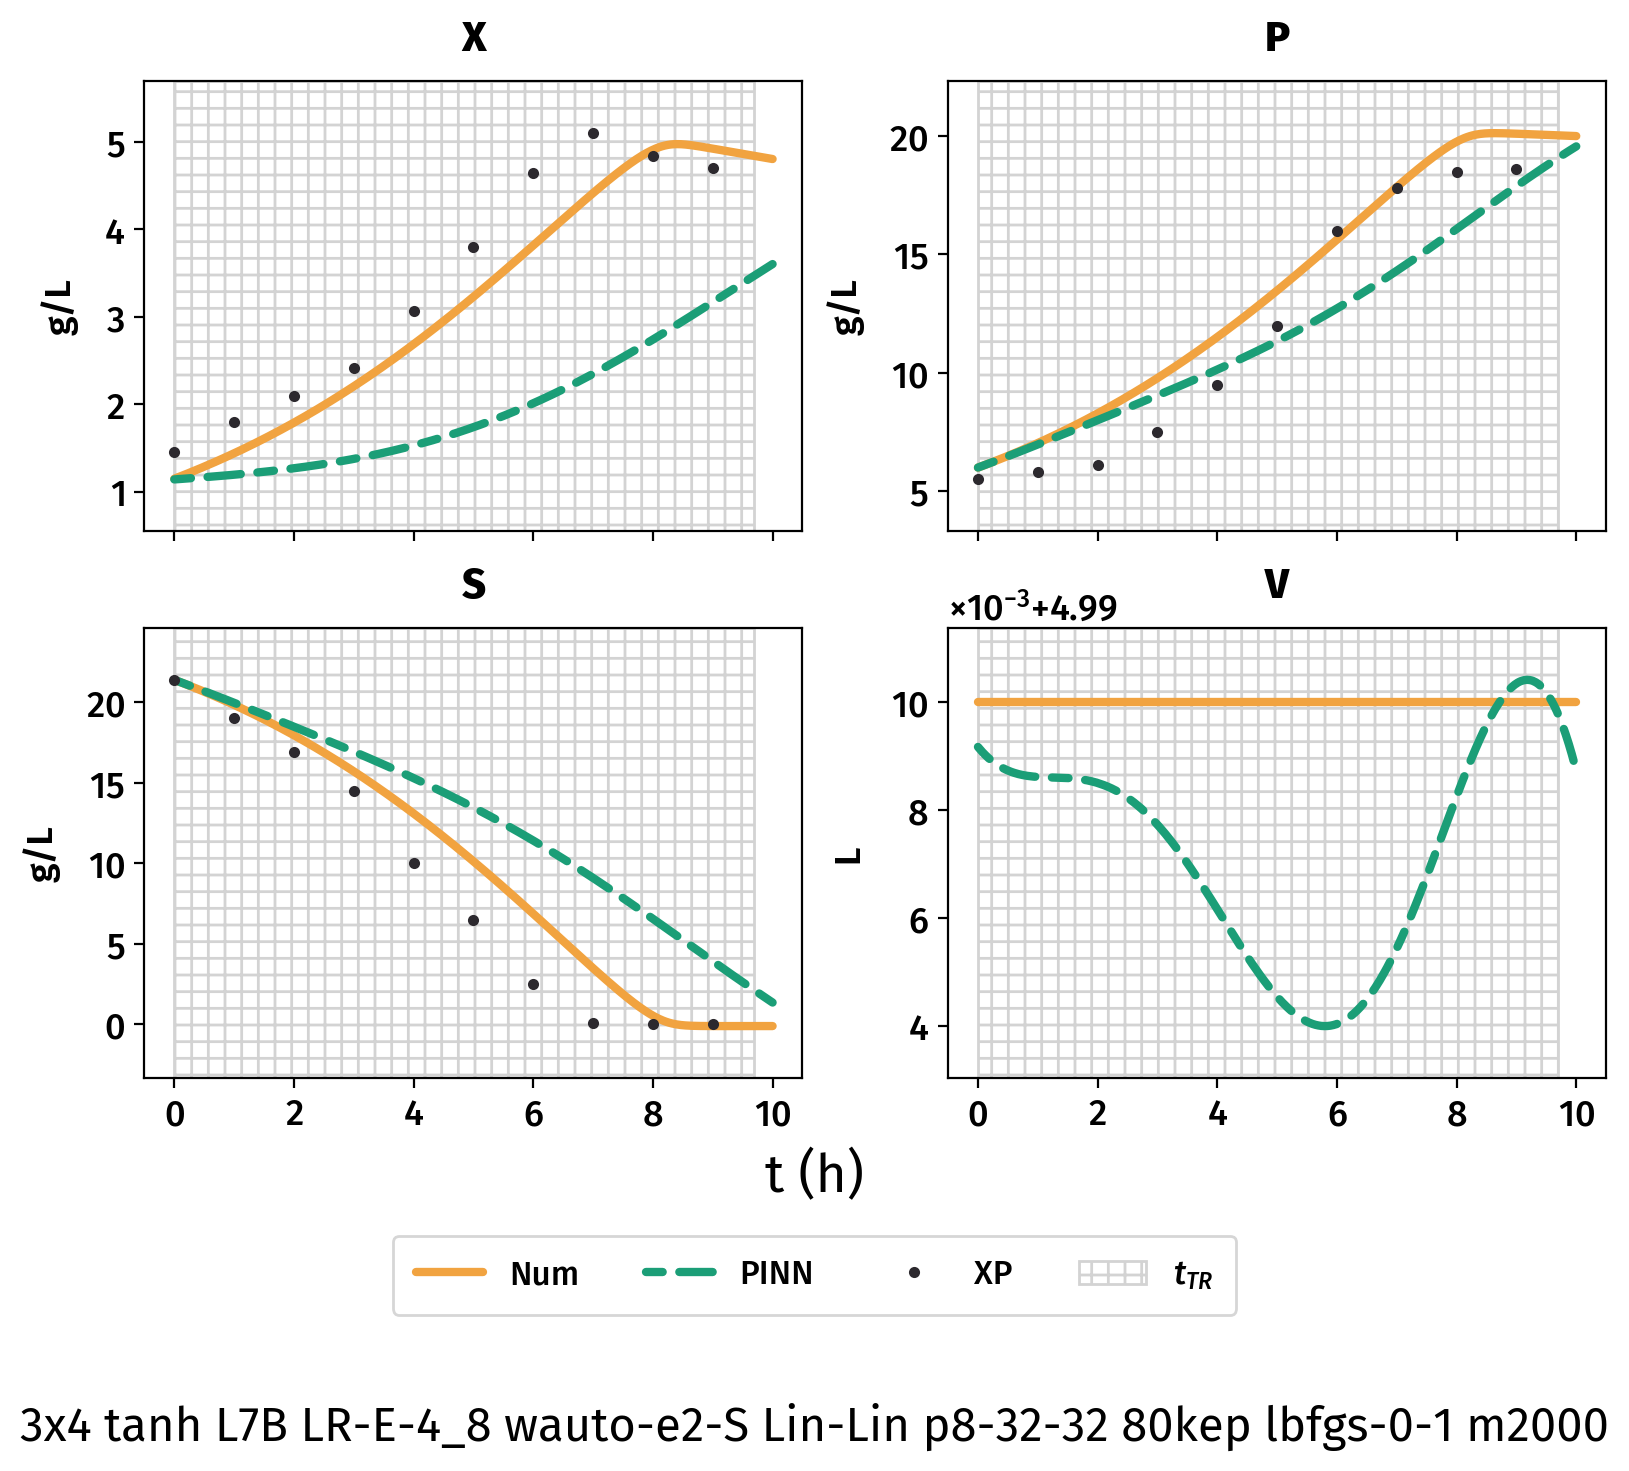 X
P
g/L
5
4
3
2
1
g/L
20
15
10
5
S
V
×10⁻³+4.99
g/L
20
15
10
5
0
L
10
8
6
4
0 2 4 6 8 10
0 2 4 6 8 10
t (h)
Num PINN XP t_TR
3x4 tanh L7B LR-E-4_8 wauto-e2-S Lin-Lin p8-32-32 80kep lbfgs-0-1 m2000